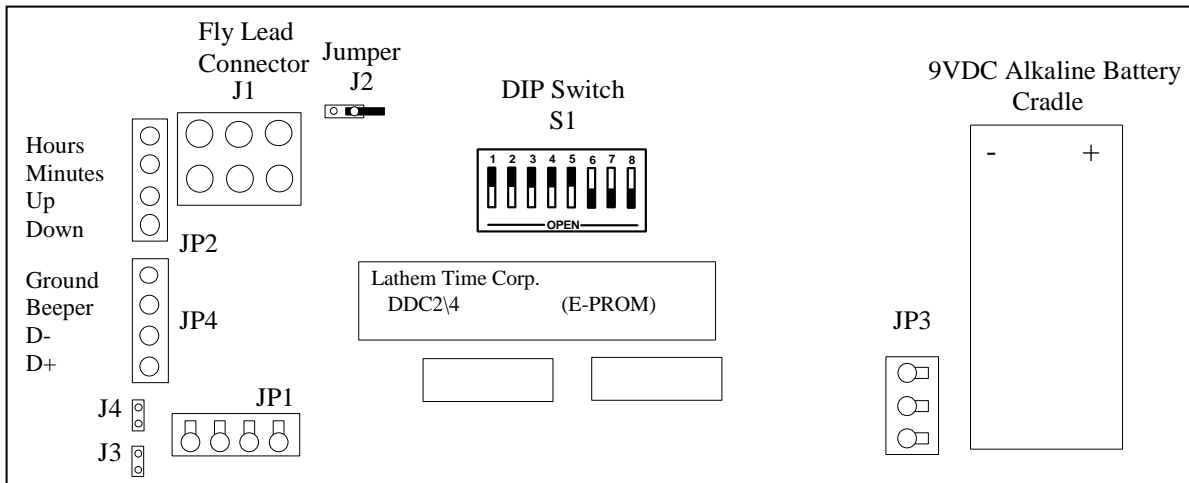 Fly Lead
Connector
J1
Jumper
J2
DIP Switch
S1
9VDC Alkaline Battery
Cradle
- +
1 2 3 4 5 6 7 8
OPEN
Hours
Minutes
Up
Down
JP2
Ground
Beeper
D-
D+
JP4
Lathem Time Corp.
DDC2\4 (E-PROM)
JP3
J4
JP1
J3